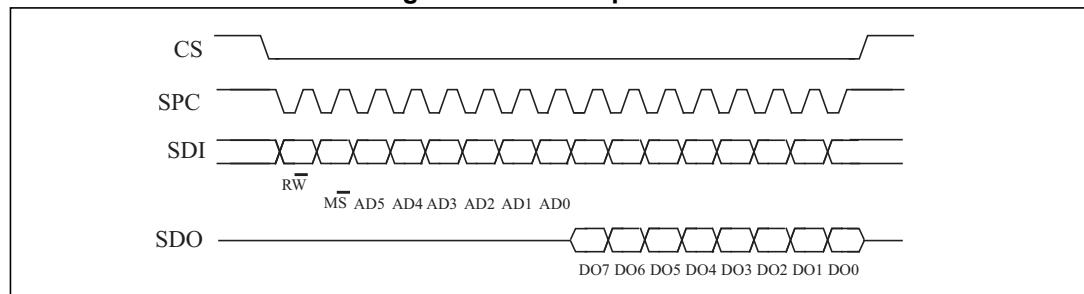 CS
SPC
SDI
RW̅
MS̅ AD5 AD4 AD3 AD2 AD1 AD0
SDO
DO7 DO6 DO5 DO4 DO3 DO2 DO1 DO0